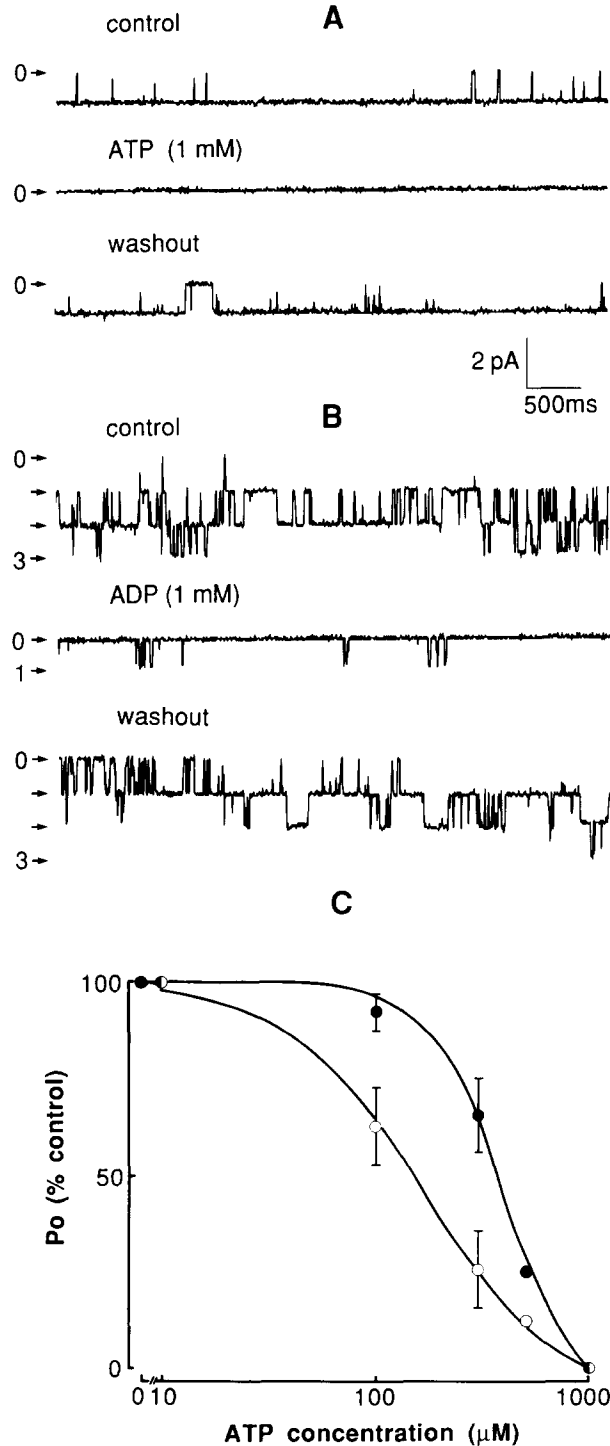 A
control
0
ATP (1 mM)
0
washout
0
2 pA
500ms
B
control
0
3
ADP (1 mM)
0
1
washout
0
3
C
100
50
0
Po (% control)
0 10 100 1000
ATP concentration (μM)